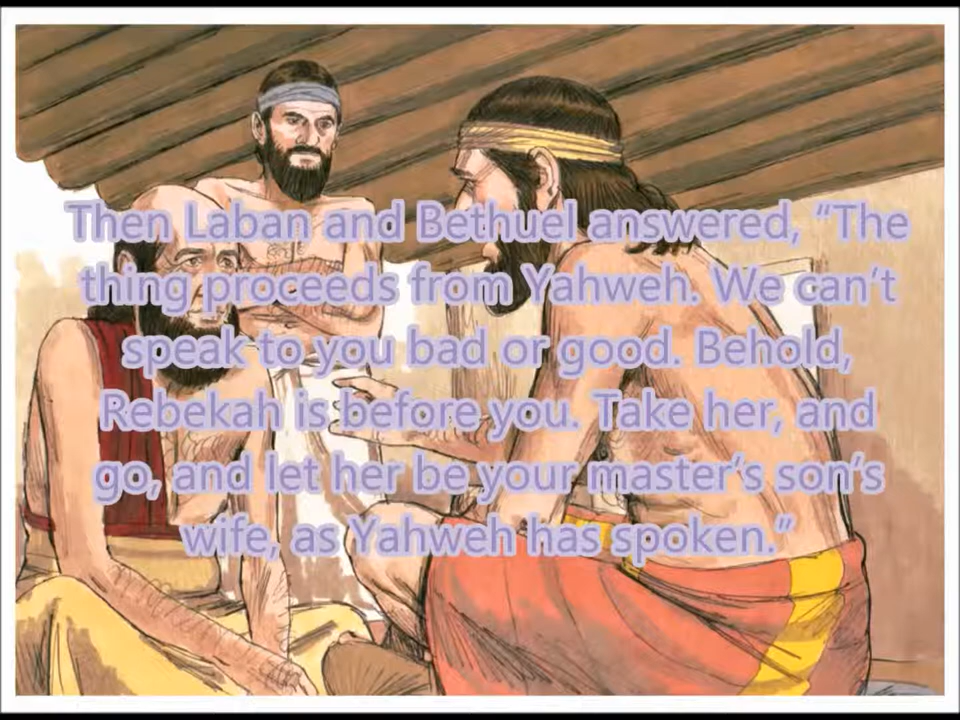 Then Laban and Bethuel answered, “The
thing proceeds from Yahweh. We can’t
speak to you bad or good. Behold,
Rebekah is before you. Take her, and
go, and let her be your master’s son’s
wife, as Yahweh has spoken.”